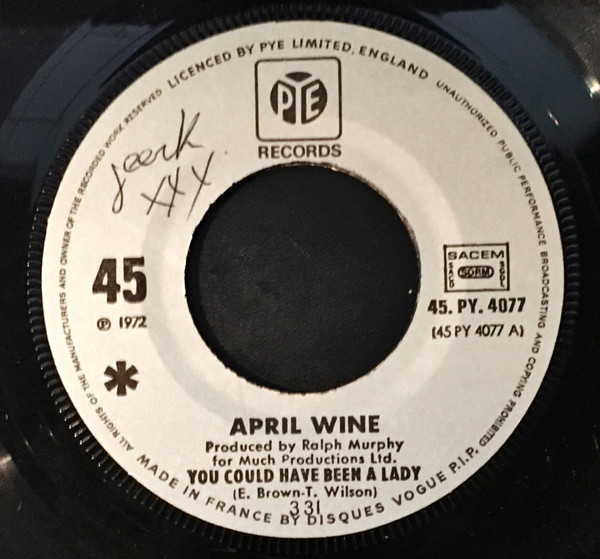 LICENCED BY PYE LIMITED, ENGLAND
UNAUTHORIZED PUBLIC PERFORMANCE BROADCASTING AND COPYING PROHIBITED
ALL RIGHTS OF THE MANUFACTURERS AND OWNER OF THE RECORDED WORK RESERVED
PYE
RECORDS
XXX
45
℗ 1972
*
SACEM
SACD SDRM SGDL
45. PY. 4077
(45 PY 4077 A)
APRIL WINE
Produced by Ralph Murphy
for Much Productions Ltd.
YOU COULD HAVE BEEN A LADY
(E. Brown-T. Wilson)
331
MADE IN FRANCE BY DISQUES VOGUE P.I.P.